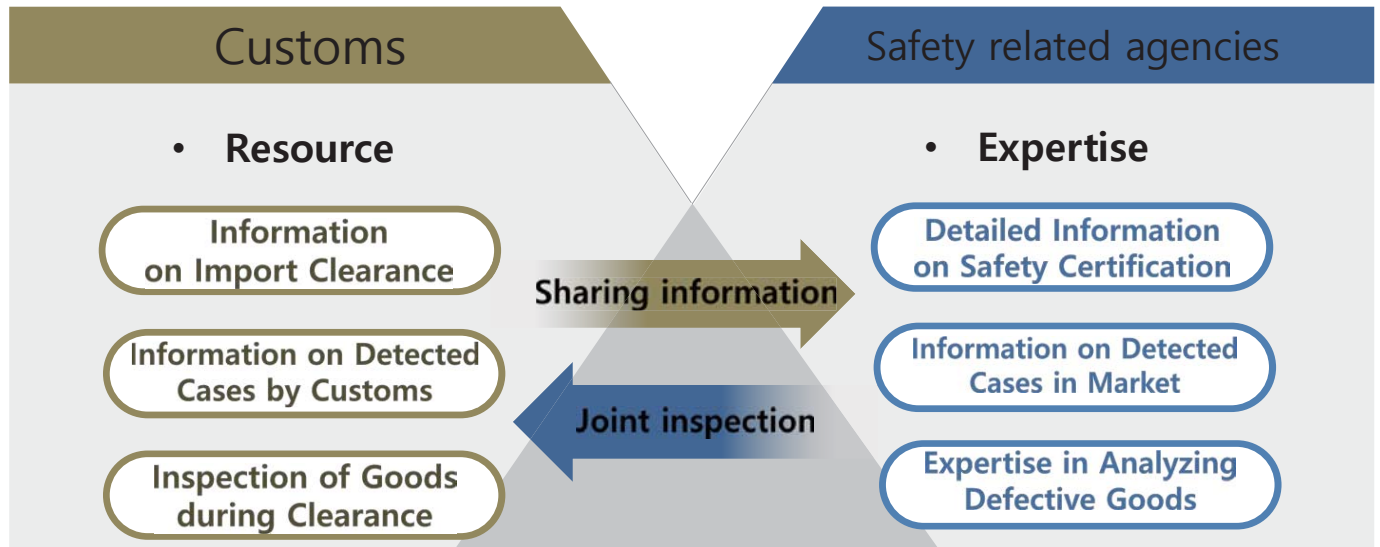 Customs
Safety related agencies
• Resource
Information
on Import Clearance
Information on Detected
Cases by Customs
Inspection of Goods
during Clearance
Sharing information
Joint inspection
• Expertise
Detailed Information
on Safety Certification
Information on Detected
Cases in Market
Expertise in Analyzing
Defective Goods